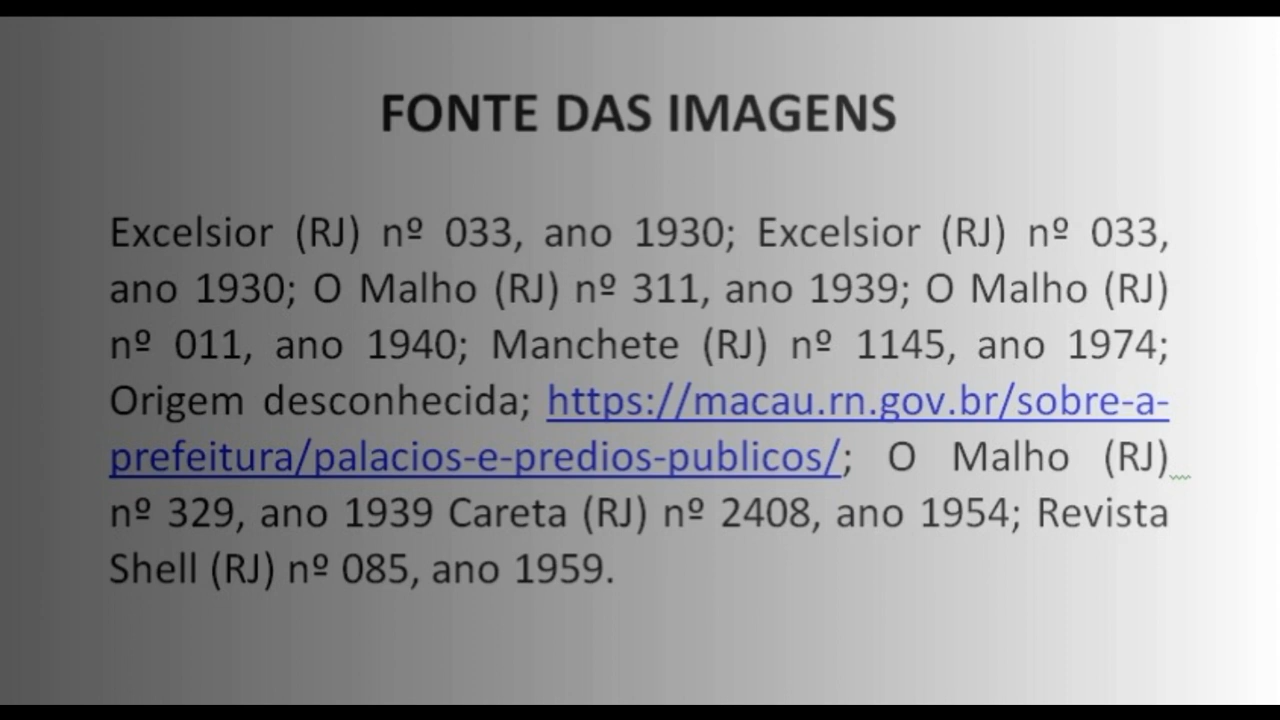 FONTE DAS IMAGENS
Excelsior (RJ) nº 033, ano 1930; Excelsior (RJ) nº 033,
ano 1930; O Malho (RJ) nº 311, ano 1939; O Malho (RJ)
nº 011, ano 1940; Manchete (RJ) nº 1145, ano 1974;
Origem desconhecida; https://macau.rn.gov.br/sobre-a-
prefeitura/palacios-e-predios-publicos/; O Malho (RJ)
nº 329, ano 1939 Careta (RJ) nº 2408, ano 1954; Revista
Shell (RJ) nº 085, ano 1959.